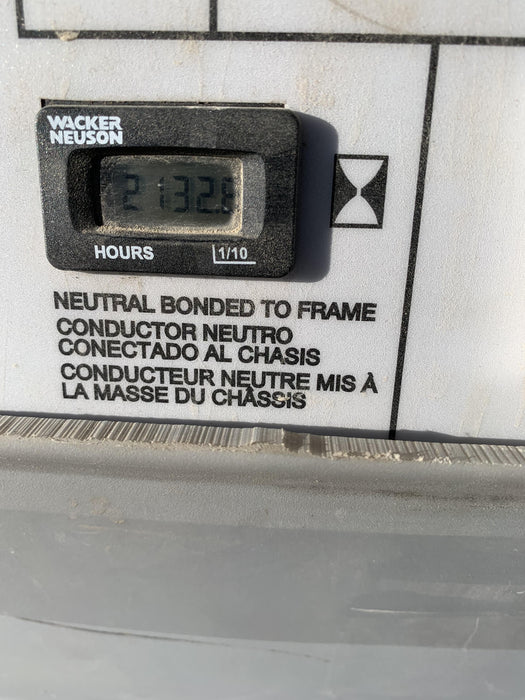 WACKER
NEUSON
2132.8
HOURS 1/10
NEUTRAL BONDED TO FRAME
CONDUCTOR NEUTRO
CONECTADO AL CHASIS
CONDUCTEUR NEUTRE MIS À
LA MASSE DU CHÂSSIS